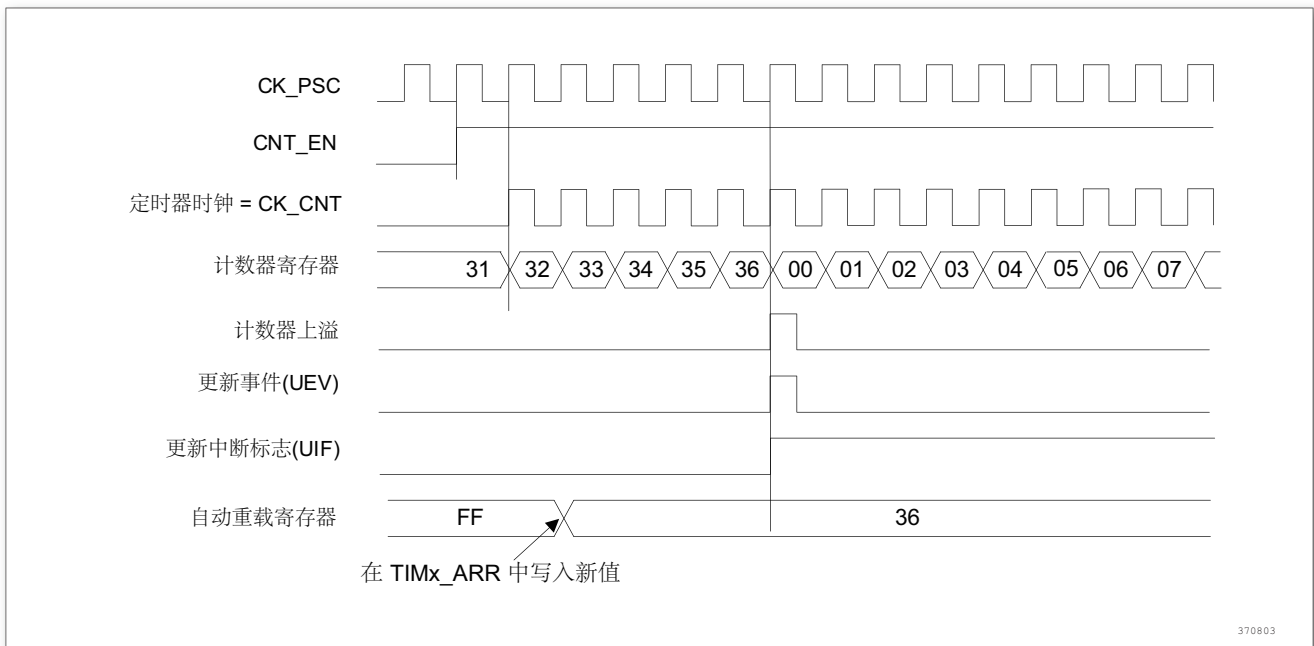 CK_PSC
CNT_EN
定时器时钟 = CK_CNT
计数器寄存器 31 32 33 34 35 36 00 01 02 03 04 05 06 07
计数器上溢
更新事件(UEV)
更新中断标志(UIF)
自动重载寄存器 FF 36
在 TIMx_ARR 中写入新值
370803